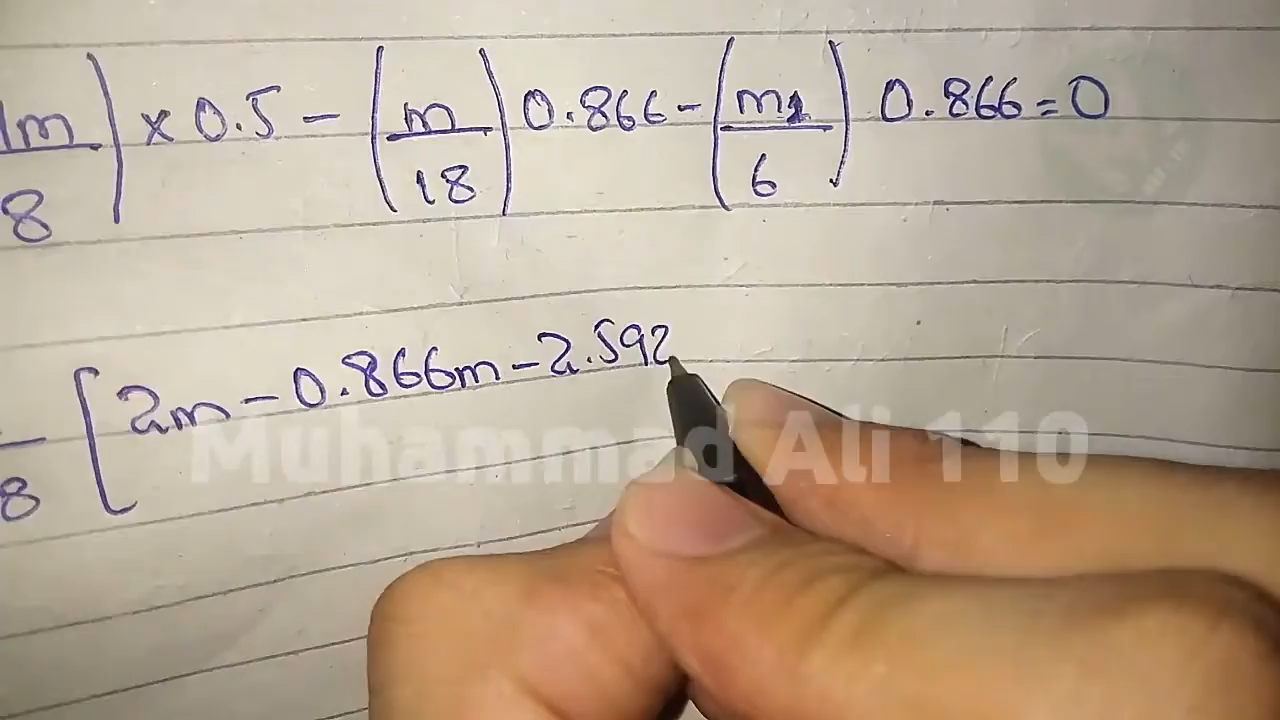 4m/8) × 0.5 - (m/18) 0.866 - (m1/6) 0.866 = 0
8 [2m - 0.866m - 2.592
Muhammad Ali 110